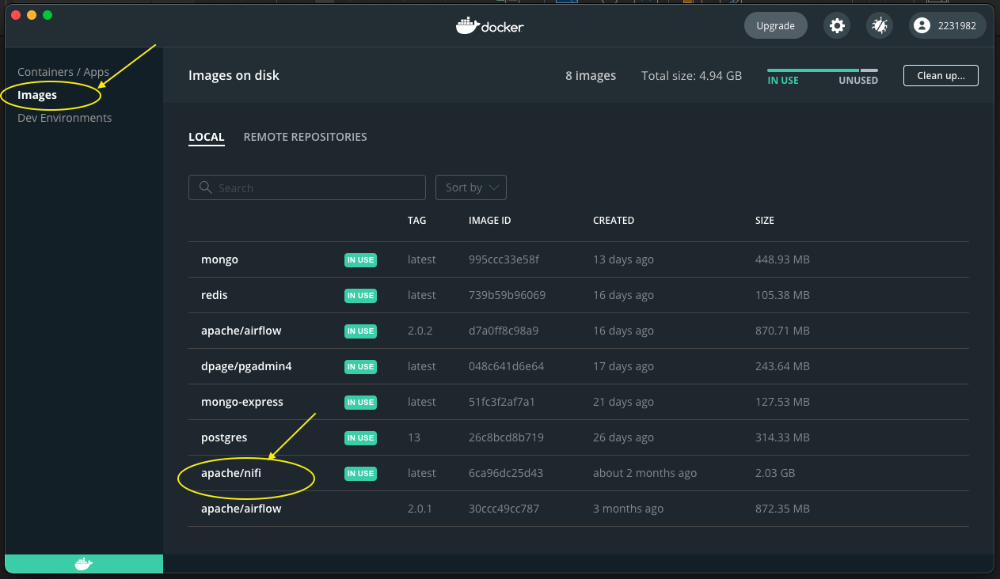 docker
Upgrade
2231982
Containers / Apps
Images
Dev Environments
Images on disk
8 images
Total size: 4.94 GB
IN USE
UNUSED
Clean up...
LOCAL
REMOTE REPOSITORIES
Search
Sort by
TAG IMAGE ID CREATED SIZE
mongo IN USE latest 995ccc33e58f 13 days ago 448.93 MB
redis IN USE latest 739b59b96069 16 days ago 105.38 MB
apache/airflow IN USE 2.0.2 d7a0ff8c98a9 16 days ago 870.71 MB
dpage/pgadmin4 IN USE latest 048c641d6e64 17 days ago 243.64 MB
mongo-express IN USE latest 51fc3f2af7a1 21 days ago 127.53 MB
postgres IN USE 13 26c8bcd8b719 26 days ago 314.33 MB
apache/nifi IN USE latest 6ca96dc25d43 about 2 months ago 2.03 GB
apache/airflow 2.0.1 30ccc49cc787 3 months ago 872.35 MB